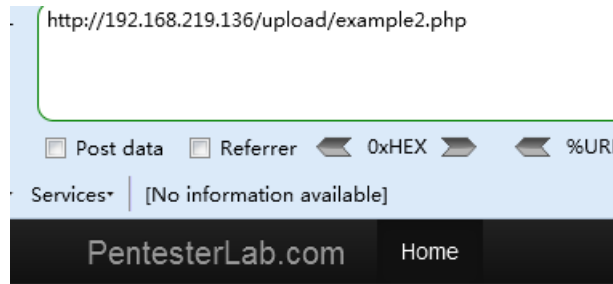 http://192.168.219.136/upload/example2.php
Post data Referrer 0xHEX
Services [No information available]
PentesterLab.com Home